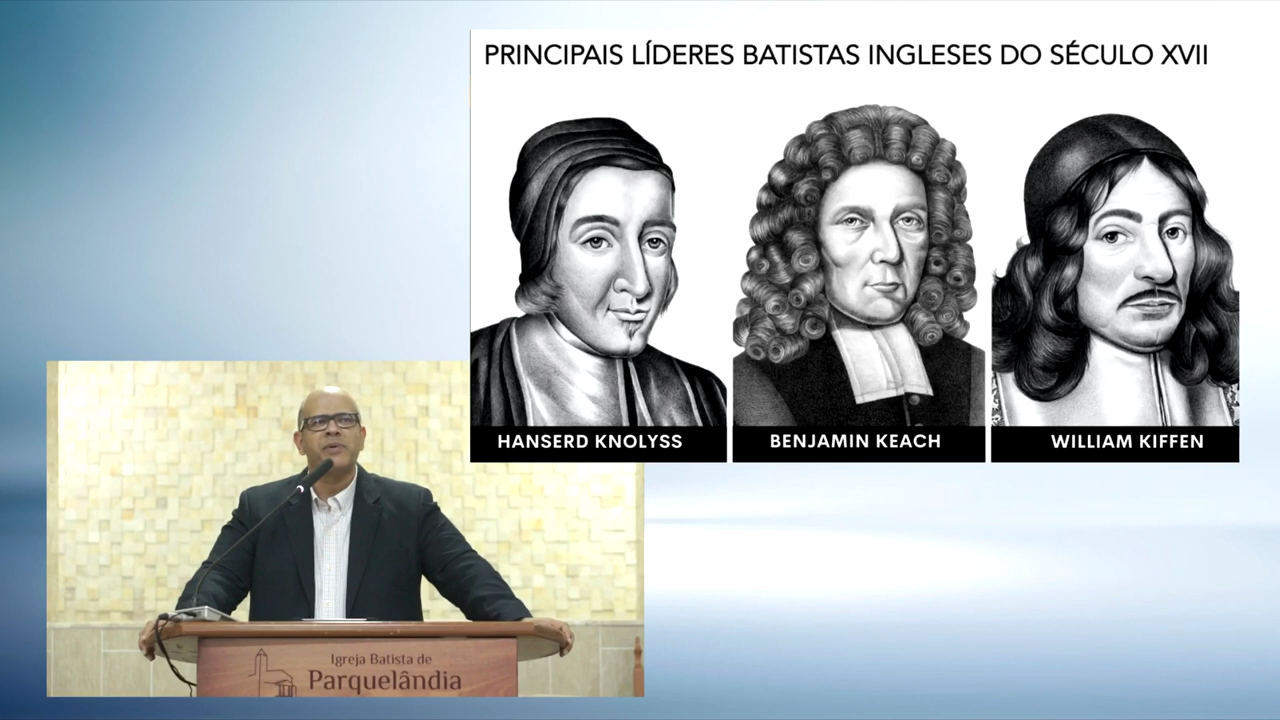 PRINCIPAIS LÍDERES BATISTAS INGLESES DO SÉCULO XVII
HANSERD KNOLYSS
BENJAMIN KEACH
WILLIAM KIFFEN
Igreja Batista de
Parquelândia